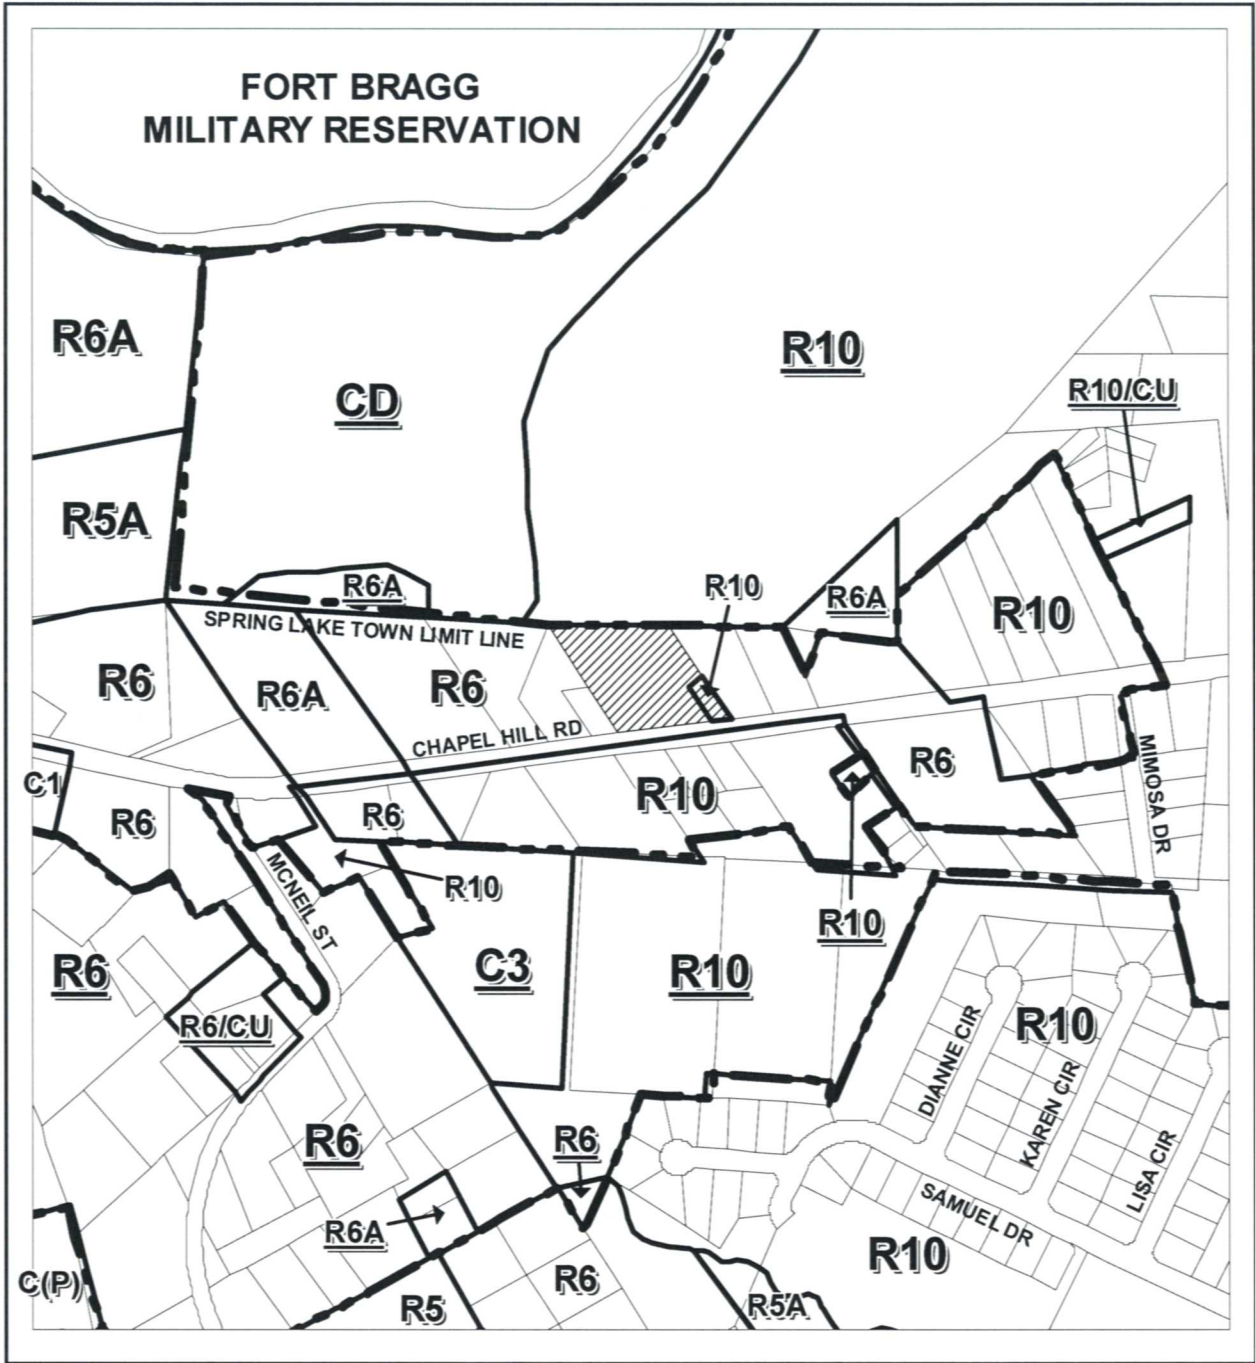 FORT BRAGG
MILITARY RESERVATION
R6A
R10
R10/CU
CD
R5A
R6A
R10
R6A
R10
SPRING LAKE TOWN LIMIT LINE
R6
R6A
R6
CHAPEL HILL RD
C1
R6
R6
R10
R6
MIMOSA DR
MCNEIL ST
R10
R10
R6
C3
R10
R10
R6/CU
DIANNE CIR
KAREN CIR
LISA CIR
R6
R6
R6A
SAMUEL DR
R10
C(P)
R5
R6
R5A